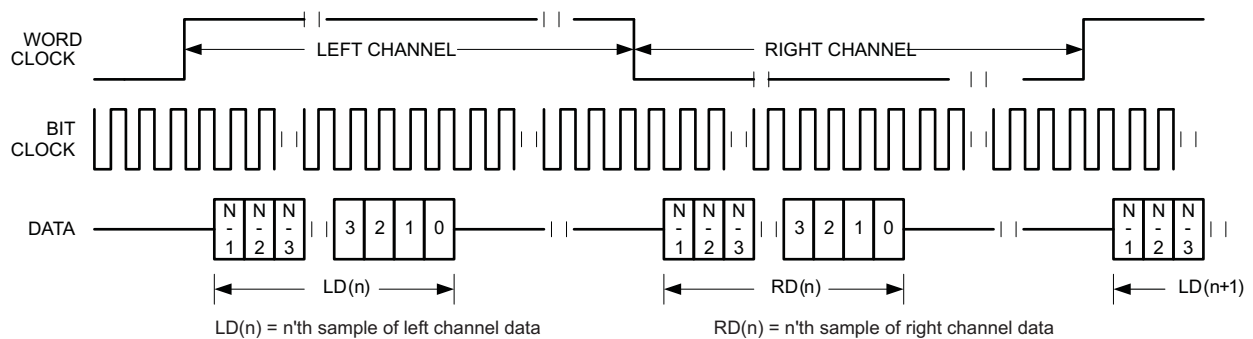 WORD
CLOCK
LEFT CHANNEL
RIGHT CHANNEL
BIT
CLOCK
DATA
N-1 N-2 N-3 3 2 1 0 N-1 N-2 N-3 3 2 1 0 N-1 N-2 N-3
LD(n) RD(n) LD(n+1)
LD(n) = n'th sample of left channel data
RD(n) = n'th sample of right channel data